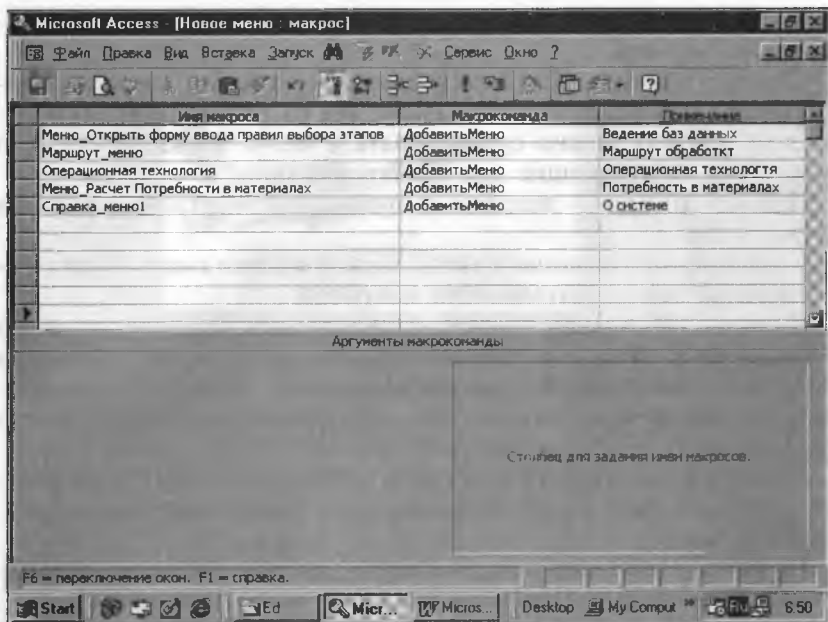 Microsoft Access - [Новое меню : макрос]
Файл Правка Вид Вставка Запуск Сервис Окно ?
Имя макроса Макрокоманда Примечание
Меню_Открыть форму ввода правил выбора этапов ДобавитьМеню Ведение баз данных
Маршрут_меню ДобавитьМеню Маршрут обработкт
Операционная технология ДобавитьМеню Операционная технологтя
Меню_Расчет Потребности в материалах ДобавитьМеню Потребность в материалах
Справка_меню1 ДобавитьМеню О системе
Аргументы макрокоманды
Столбец для задания имен макросов.
F6 = переключение окон. F1 = справка.
Start Ed Micr... Micros... Desktop My Comput » Ru 6:50